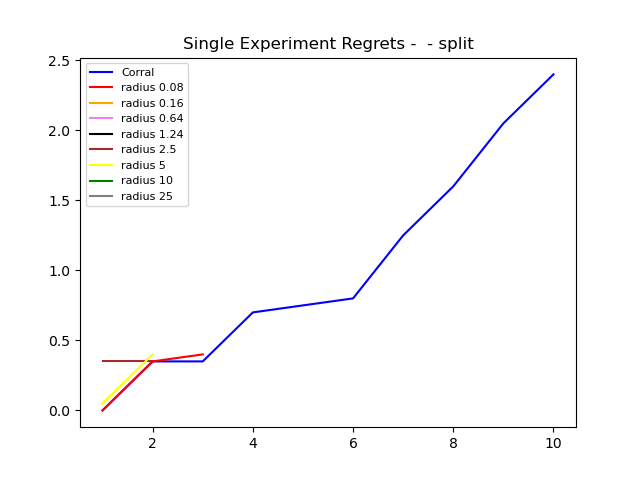 Single Experiment Regrets -  - split
Corral
radius 0.08
radius 0.16
radius 0.64
radius 1.24
radius 2.5
radius 5
radius 10
radius 25
2.5
2.0
1.5
1.0
0.5
0.0
2 4 6 8 10